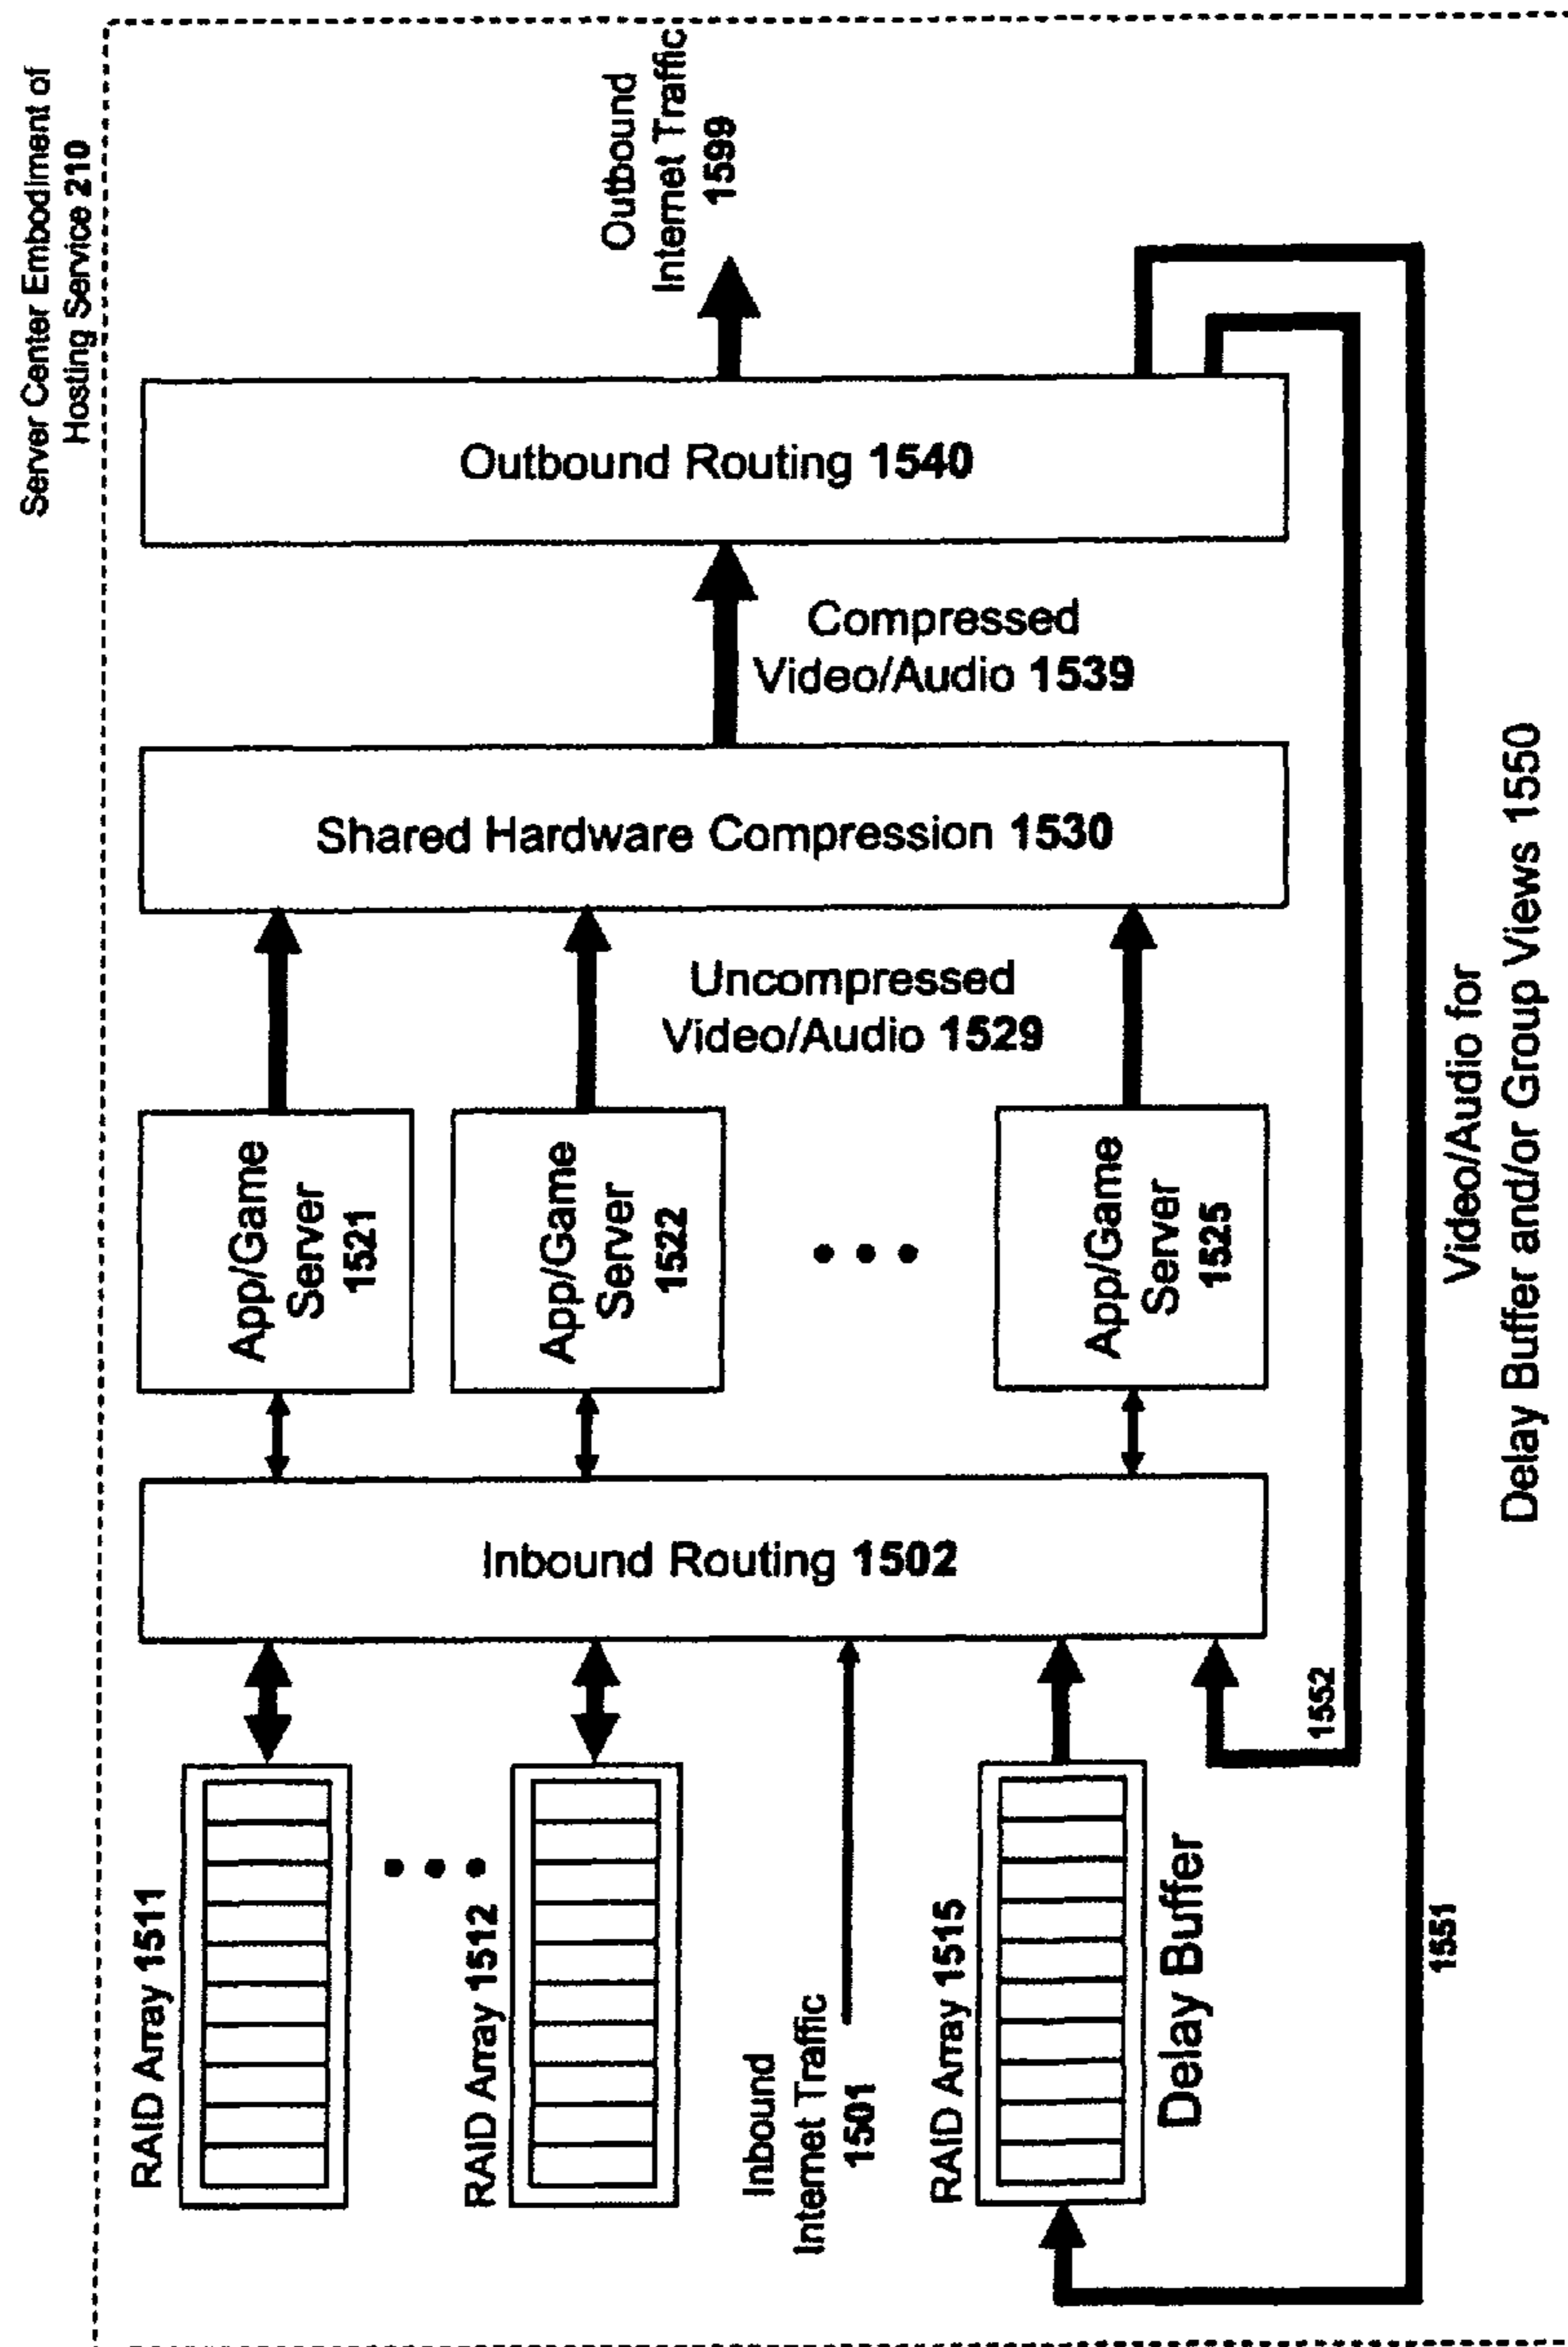 Server Center Embodiment of
Hosting Service 210
RAID Array 1511
RAID Array 1512
Inbound
Internet Traffic
1501
RAID Array 1515
Delay Buffer
Inbound Routing 1502
App/Game
Server
1521
App/Game
Server
1522
App/Game
Server
1525
Uncompressed
Video/Audio 1529
Shared Hardware Compression 1530
Compressed
Video/Audio 1539
Outbound Routing 1540
Outbound
Internet Traffic
1599
1552
1551
Video/Audio for
Delay Buffer and/or Group Views 1550